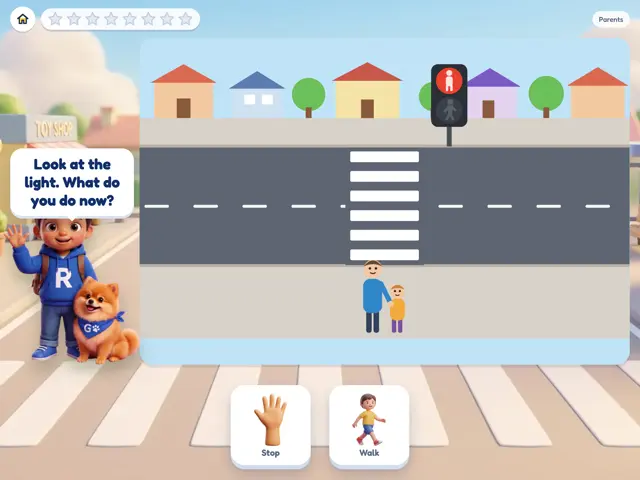 Parents
TOY SHOP
Look at the
light. What do
you do now?
R
G
Stop
Walk